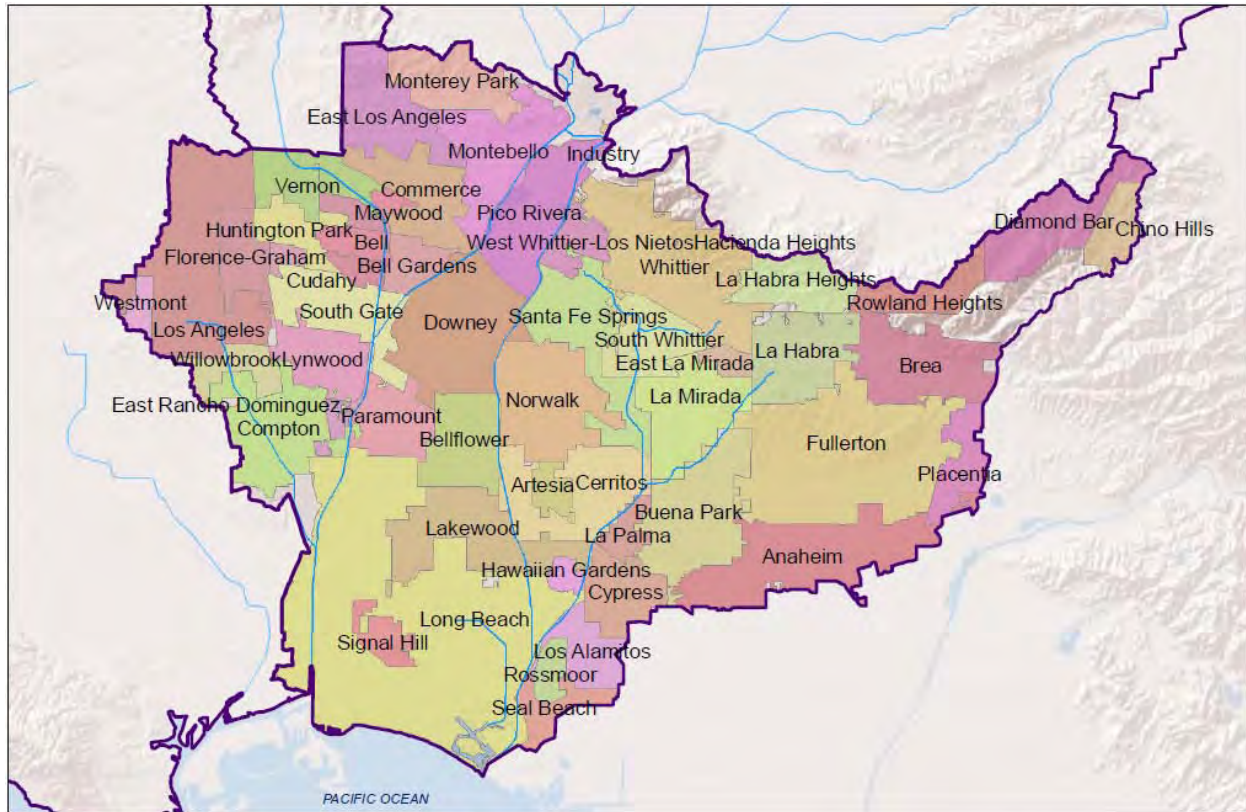 Monterey Park
East Los Angeles
Montebello
Industry
Vernon
Commerce
Maywood
Pico Rivera
Huntington Park
Bell
West Whittier-Los Nietos
Hacienda Heights
Florence-Graham
Bell Gardens
Whittier
Diamond Bar
Chino Hills
Cudahy
La Habra Heights
Westmont
South Gate
Rowland Heights
Los Angeles
Downey
Santa Fe Springs
South Whittier
La Habra
Willowbrook
Lynwood
East La Mirada
Brea
East Rancho Dominguez
Paramount
Norwalk
La Mirada
Compton
Bellflower
Fullerton
Placentia
Artesia
Cerritos
Buena Park
Lakewood
La Palma
Anaheim
Hawaiian Gardens
Cypress
Long Beach
Signal Hill
Los Alamitos
Rossmoor
Seal Beach
PACIFIC OCEAN